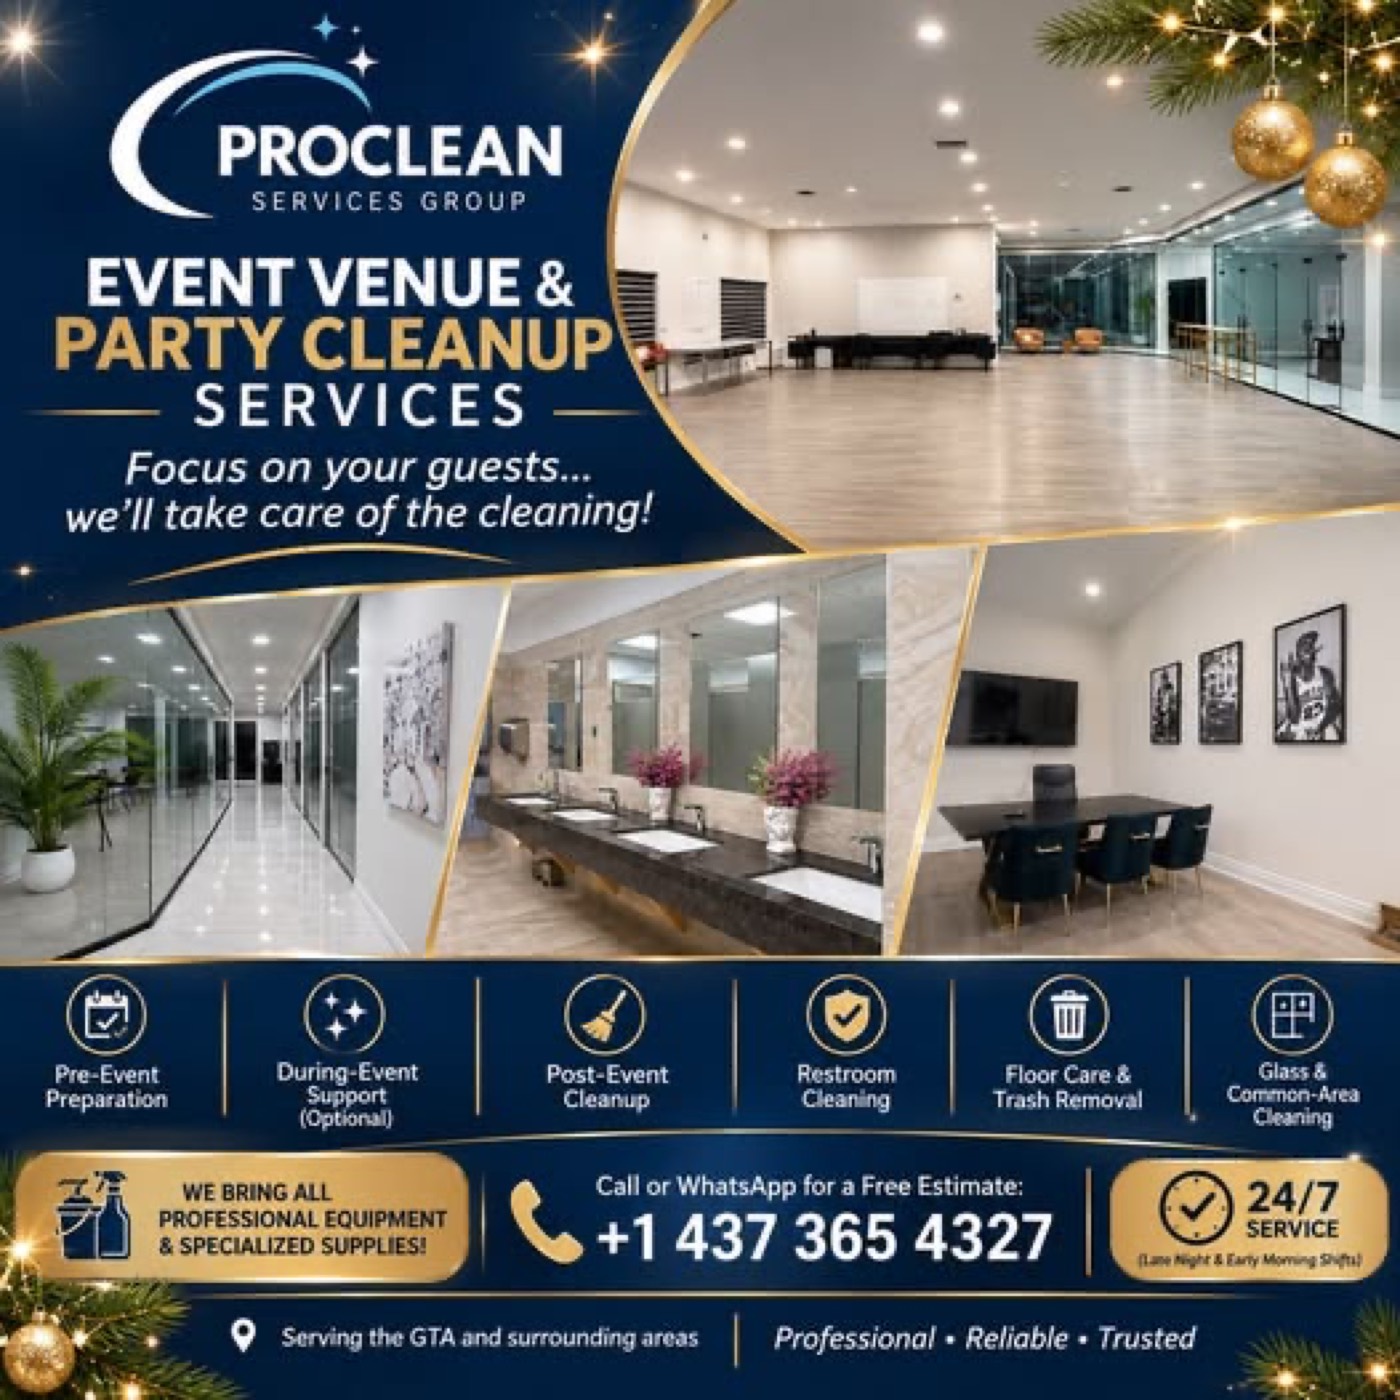 PROCLEAN
SERVICES GROUP
EVENT VENUE &
PARTY CLEANUP
SERVICES
Focus on your guests...
we'll take care of the cleaning!
Pre-Event
Preparation
During-Event
Support
(Optional)
Post-Event
Cleanup
Restroom
Cleaning
Floor Care &
Trash Removal
Glass &
Common-Area
Cleaning
WE BRING ALL
PROFESSIONAL EQUIPMENT
& SPECIALIZED SUPPLIES!
Call or WhatsApp for a Free Estimate:
+1 437 365 4327
24/7
SERVICE
(Late Night & Early Morning Shifts)
Serving the GTA and surrounding areas
Professional • Reliable • Trusted